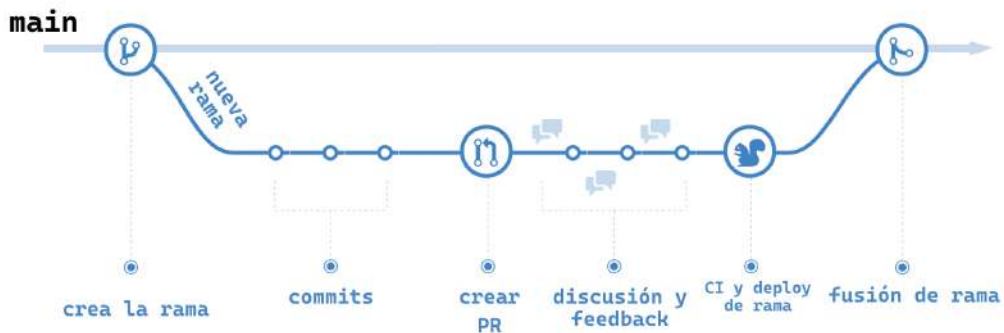 main
nueva
rama
crea la rama
commits
crear
PR
discusión y
feedback
CI y deploy
de rama
fusión de rama